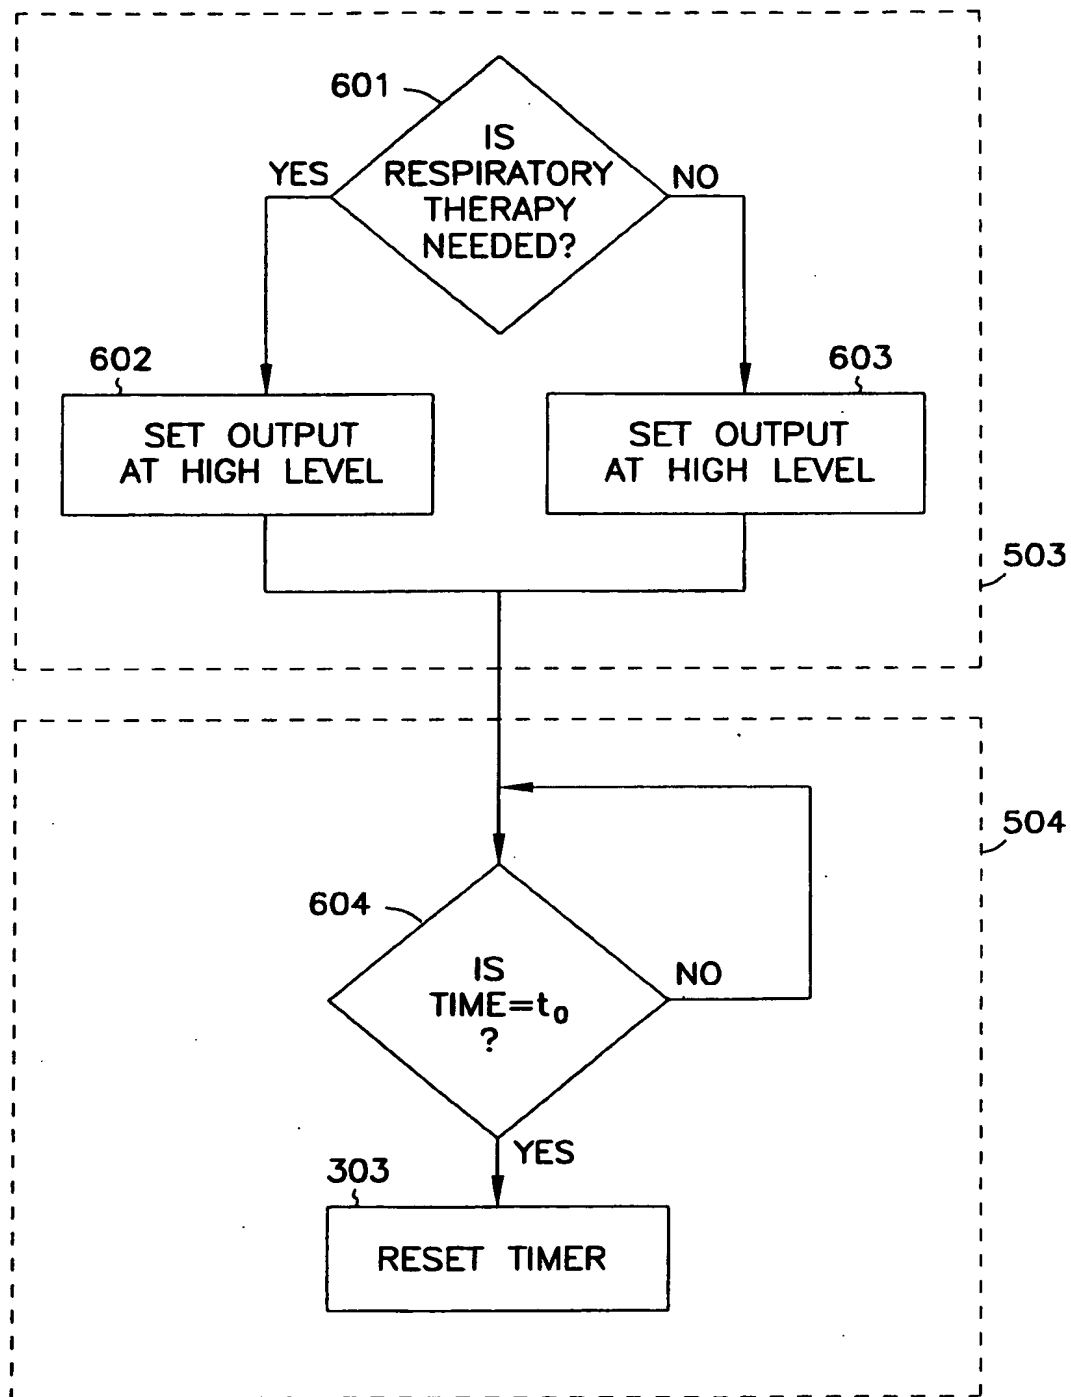 601
IS
RESPIRATORY
THERAPY
NEEDED?
YES
NO
602
603
SET OUTPUT
AT HIGH LEVEL
SET OUTPUT
AT HIGH LEVEL
503
504
604
IS
TIME=t₀
?
NO
YES
303
RESET TIMER